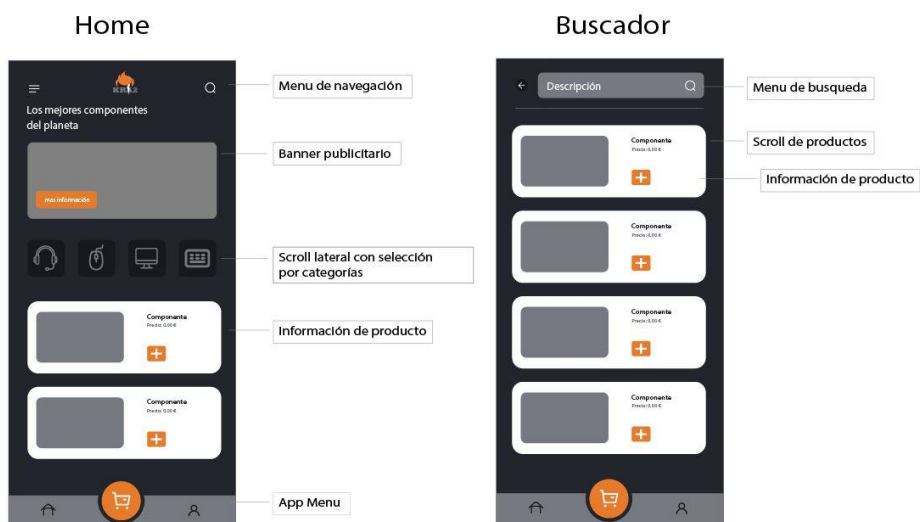 Home
Buscador
KRA2
Menu de navegación
Los mejores componentes
del planeta
Banner publicitario
mas información
Scroll lateral con selección
por categorías
Componente
Precio: 0,00 €
Información de producto
Componente
Precio: 0,00 €
App Menu
Descripción
Menu de busqueda
Componente
Precio: 0,00 €
Scroll de productos
Información de producto
Componente
Precio: 0,00 €
Componente
Precio: 0,00 €
Componente
Precio: 0,00 €